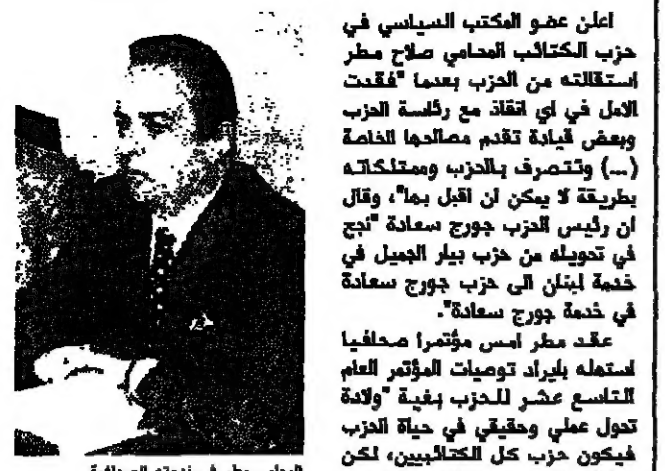 اعلن عضو المكتب السياسي في
حزب الكتائب المحامي صلاح مطر
استقالته من الحزب بعدما "فقدت
الامل في اي انقاذ مع رئاسة الحزب
وبعض قيادة تقدم مصالحها الخاصة
(...) وتتصرف بالحزب وممتلكاته
بطريقة لا يمكن ان اقبل بها"، وقال
ان رئيس الحزب جورج سعادة "نجح
في تحويله من حزب بيار الجميل في
خدمة لبنان الى حزب جورج سعادة
في خدمة جورج سعادة".
عقد مطر امس مؤتمرا صحافيا
استهله بايراد توصيات المؤتمر العام
التاسع عشر للحزب بغية "ولادة
تحول عملي وحقيقي في حياة الحزب
فيكون حزب كل الكتائبيين، لكن